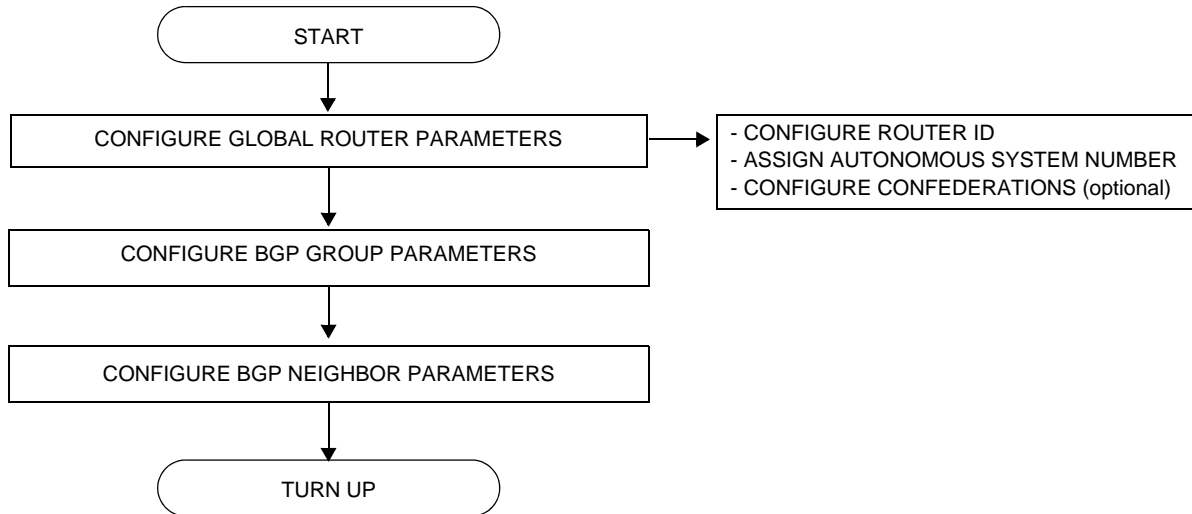 START
CONFIGURE GLOBAL ROUTER PARAMETERS
- CONFIGURE ROUTER ID
- ASSIGN AUTONOMOUS SYSTEM NUMBER
- CONFIGURE CONFEDERATIONS (optional)
CONFIGURE BGP GROUP PARAMETERS
CONFIGURE BGP NEIGHBOR PARAMETERS
TURN UP